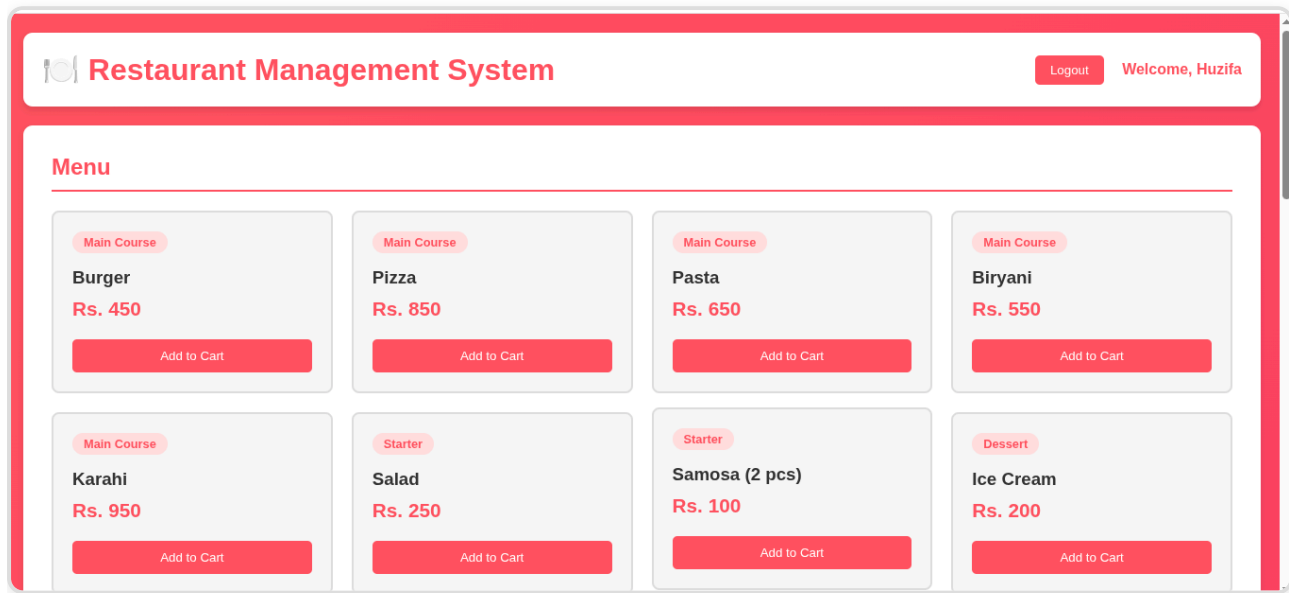 Restaurant Management System
Logout
Welcome, Huzifa
Menu
Main Course
Burger
Rs. 450
Add to Cart
Main Course
Pizza
Rs. 850
Add to Cart
Main Course
Pasta
Rs. 650
Add to Cart
Main Course
Biryani
Rs. 550
Add to Cart
Main Course
Karahi
Rs. 950
Add to Cart
Starter
Salad
Rs. 250
Add to Cart
Starter
Samosa (2 pcs)
Rs. 100
Add to Cart
Dessert
Ice Cream
Rs. 200
Add to Cart